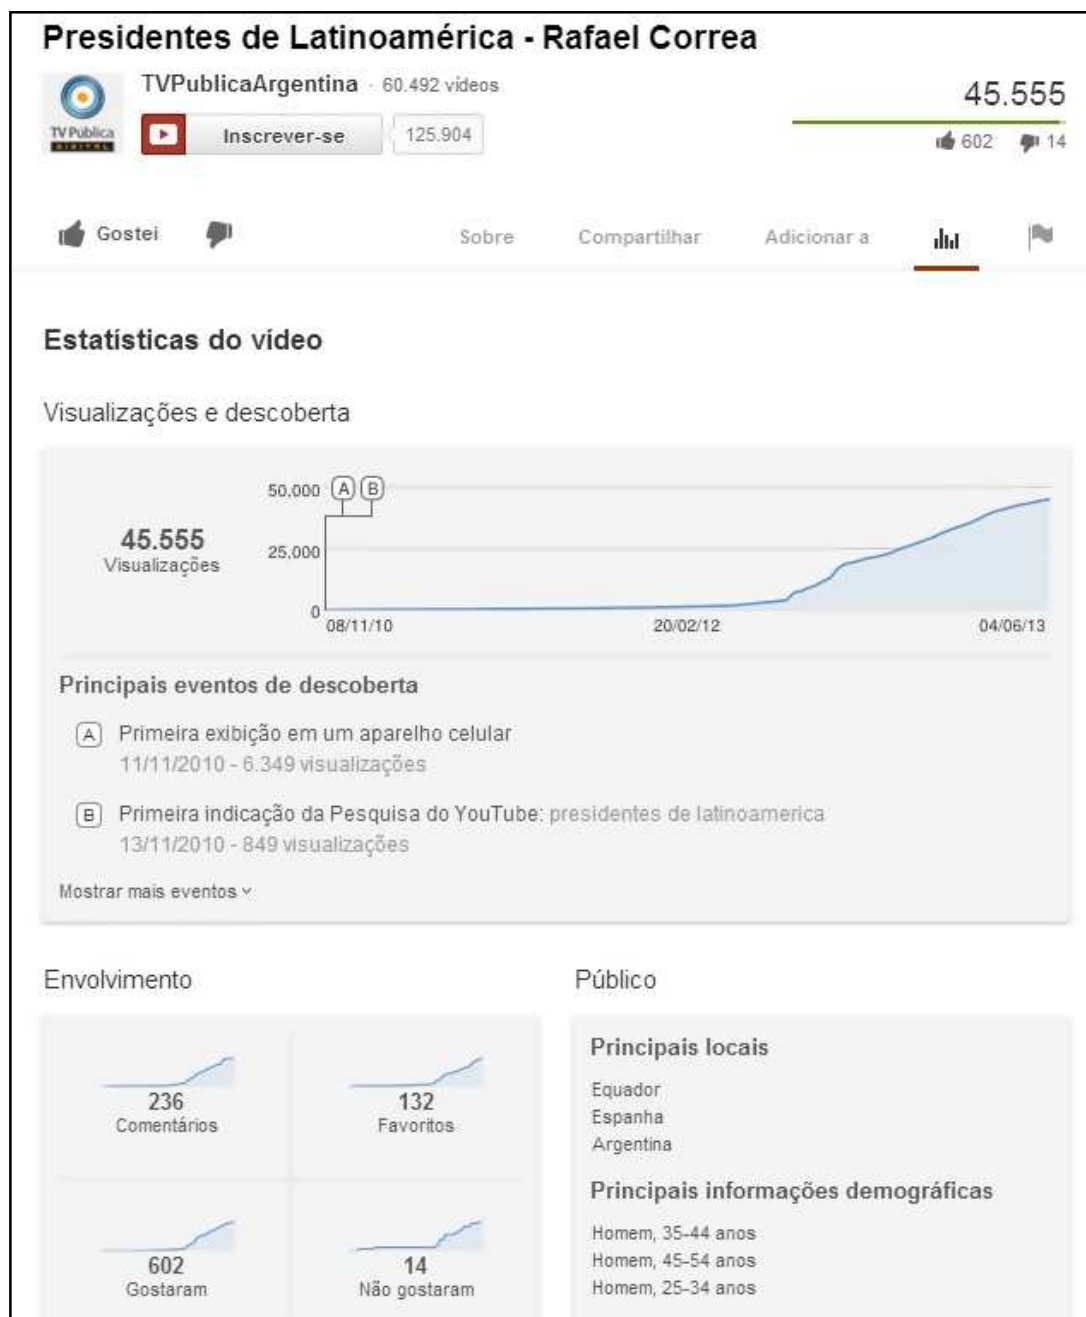 Presidentes de Latinoamérica - Rafael Correa
TVPublicaArgentina · 60.492 vídeos
TV Pública
DIGITAL
Inscrever-se 125.904
45.555
602 14
Gostei Sobre Compartilhar Adicionar a
Estatísticas do vídeo
Visualizações e descoberta
45.555
Visualizações
50.000 A B
25.000
0
08/11/10 20/02/12 04/06/13
Principais eventos de descoberta
A Primeira exibição em um aparelho celular
11/11/2010 - 6.349 visualizações
B Primeira indicação da Pesquisa do YouTube: presidentes de latinoamerica
13/11/2010 - 849 visualizações
Mostrar mais eventos
Envolvimento
236
Comentários
132
Favoritos
602
Gostaram
14
Não gostaram
Público
Principais locais
Equador
Espanha
Argentina
Principais informações demográficas
Homem, 35-44 anos
Homem, 45-54 anos
Homem, 25-34 anos